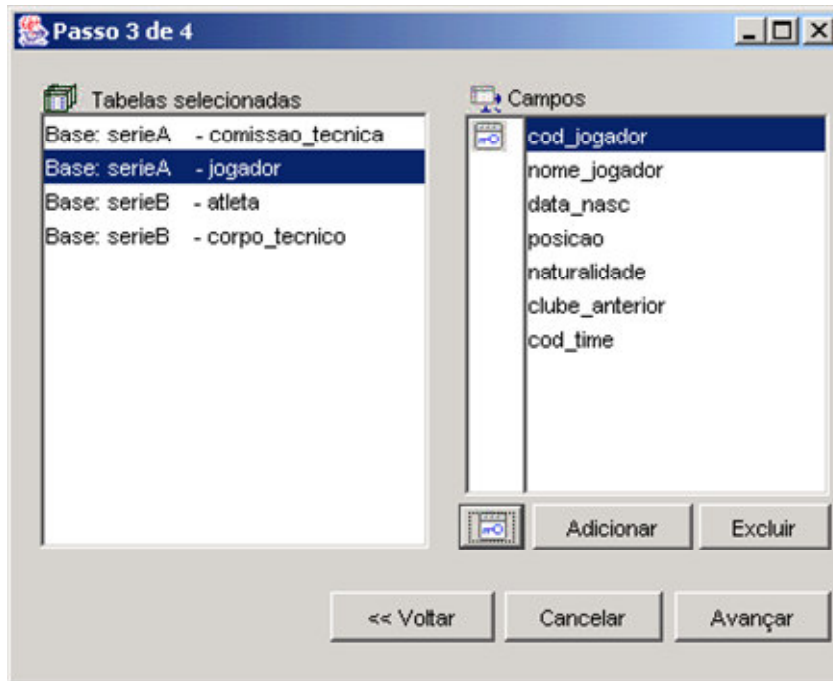 Passo 3 de 4
Tabelas selecionadas
Base: serieA - comissao_tecnica
Base: serieA - jogador
Base: serieB - atleta
Base: serieB - corpo_tecnico
Campos
cod_jogador
nome_jogador
data_nasc
posicao
naturalidade
clube_anterior
cod_time
Adicionar
Excluir
<< Voltar
Cancelar
Avançar